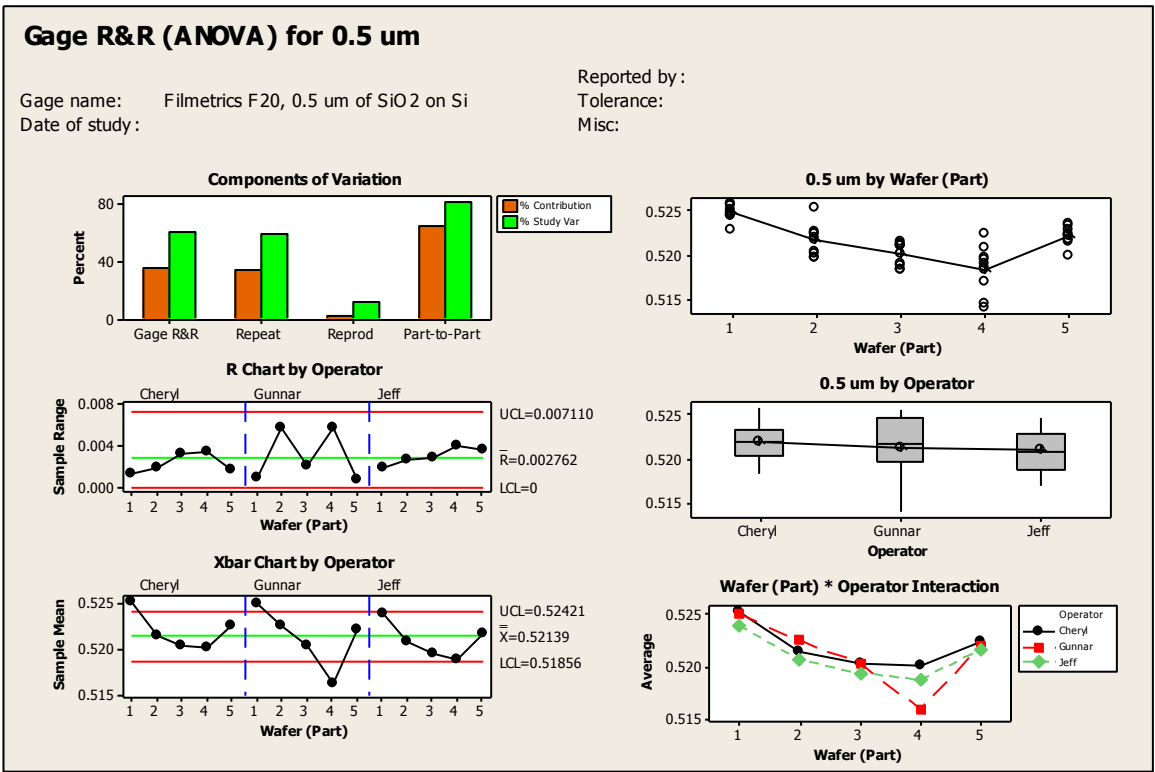 Gage R&R (ANOVA) for 0.5 um
Gage name: Filmetrics F20, 0.5 um of SiO2 on Si
Date of study:
Reported by:
Tolerance:
Misc:
Components of Variation
80
40
0
Percent
Gage R&R Repeat Reprod Part-to-Part
% Contribution
% Study Var
R Chart by Operator
Cheryl Gunnar Jeff
0.008
0.004
0.000
Sample Range
UCL=0.007110
R=0.002762
LCL=0
1 2 3 4 5 1 2 3 4 5 1 2 3 4 5
Wafer (Part)
Xbar Chart by Operator
Cheryl Gunnar Jeff
0.525
0.520
0.515
Sample Mean
UCL=0.52421
X=0.52139
LCL=0.51856
1 2 3 4 5 1 2 3 4 5 1 2 3 4 5
Wafer (Part)
0.5 um by Wafer (Part)
0.525
0.520
0.515
1 2 3 4 5
Wafer (Part)
0.5 um by Operator
0.525
0.520
0.515
Cheryl Gunnar Jeff
Operator
Wafer (Part) * Operator Interaction
0.525
0.520
0.515
Average
1 2 3 4 5
Wafer (Part)
Operator
Cheryl
Gunnar
Jeff